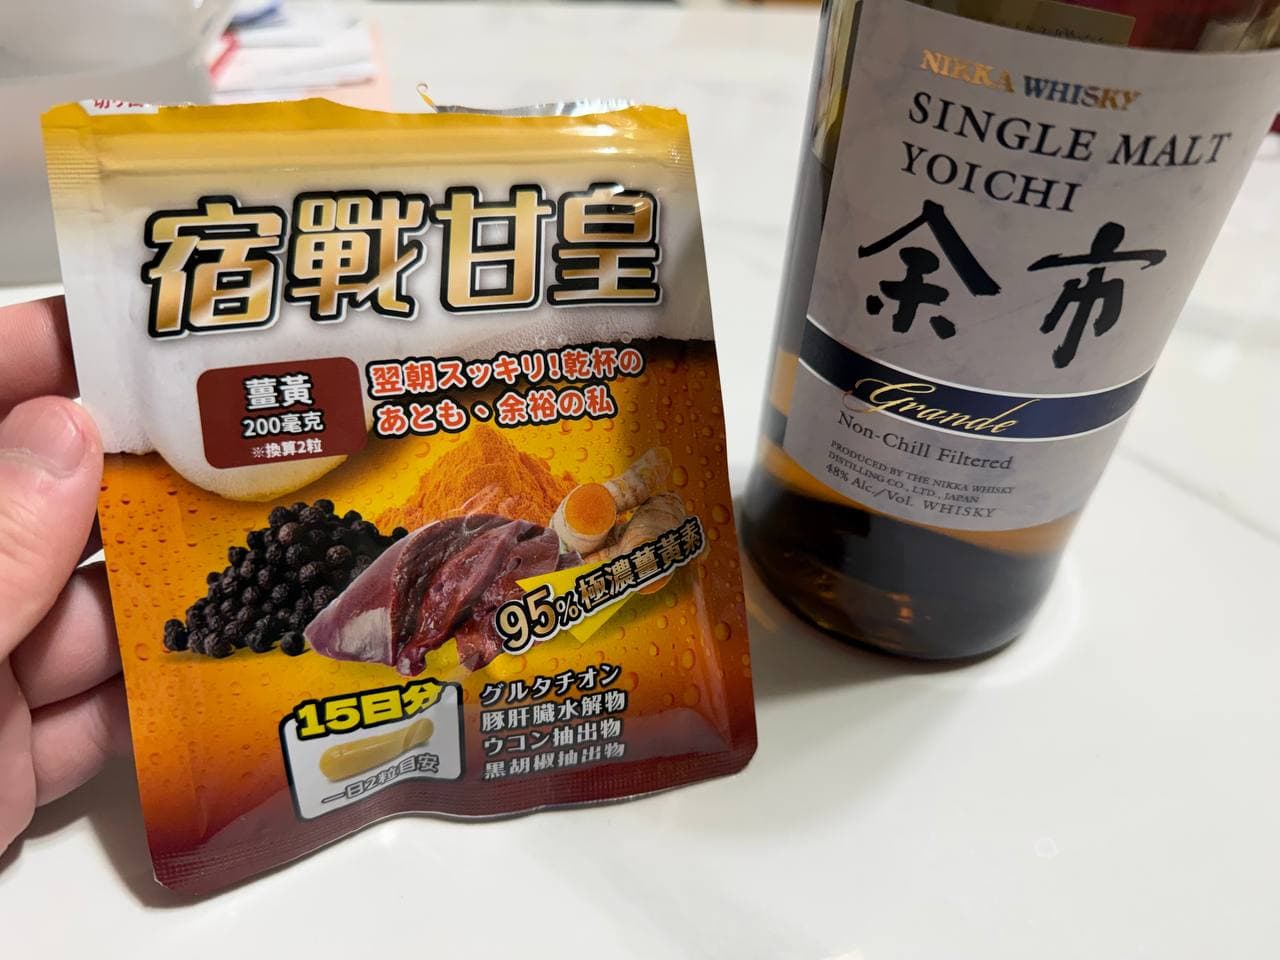 宿戰甘皇
薑黃
200毫克
※換算2粒
翌朝スッキリ!乾杯の
あとも、余裕の私
95%極濃薑黃素
15日分
一日2粒目安
グルタチオン
豚肝臓水解物
ウコン抽出物
黒胡椒抽出物
NIKKA WHISKY
SINGLE MALT
YOICHI
余市
Grande
Non-Chill Filtered
PRODUCED BY THE NIKKA WHISKY
DISTILLING CO., LTD., JAPAN
48% Alc./Vol. WHISKY